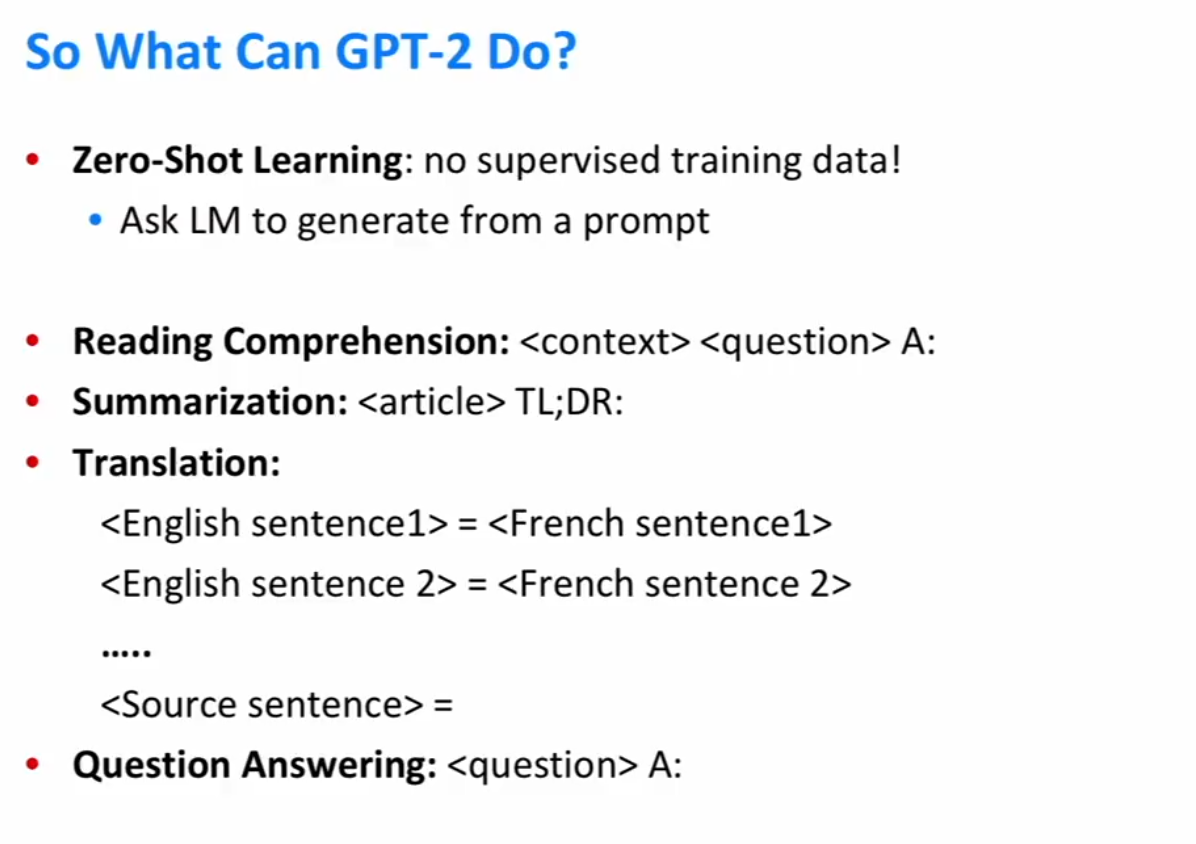 So What Can GPT-2 Do?
• Zero-Shot Learning: no supervised training data!
• Ask LM to generate from a prompt
• Reading Comprehension: <context> <question> A:
• Summarization: <article> TL;DR:
• Translation:
<English sentence1> = <French sentence1>
<English sentence 2> = <French sentence 2>
…..
<Source sentence> =
• Question Answering: <question> A: